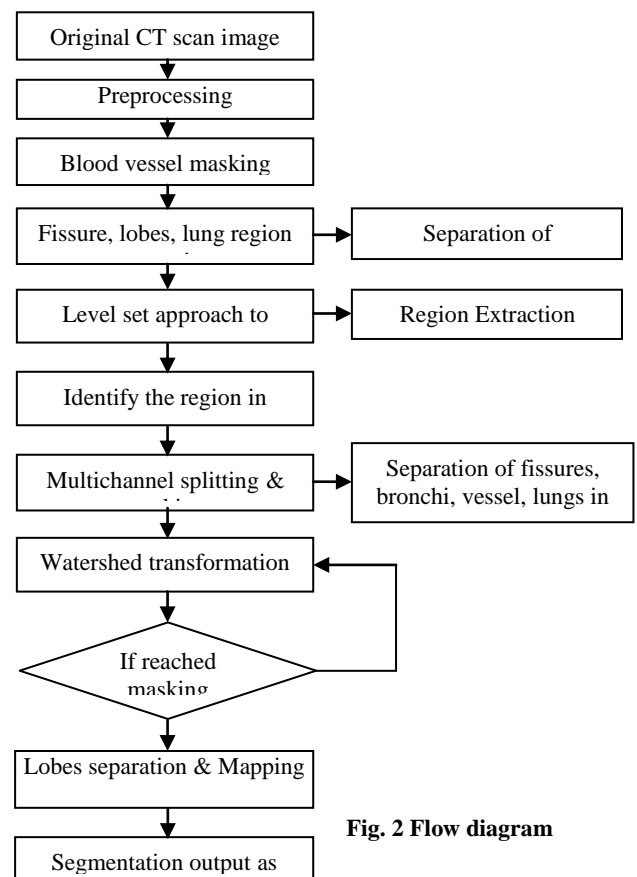 Original CT scan image
Preprocessing
Blood vessel masking
Fissure, lobes, lung region
Separation of
Level set approach to
Region Extraction
Identify the region in
Multichannel splitting &
Separation of fissures,
bronchi, vessel, lungs in
Watershed transformation
If reached
masking
Lobes separation & Mapping
Fig. 2 Flow diagram
Segmentation output as